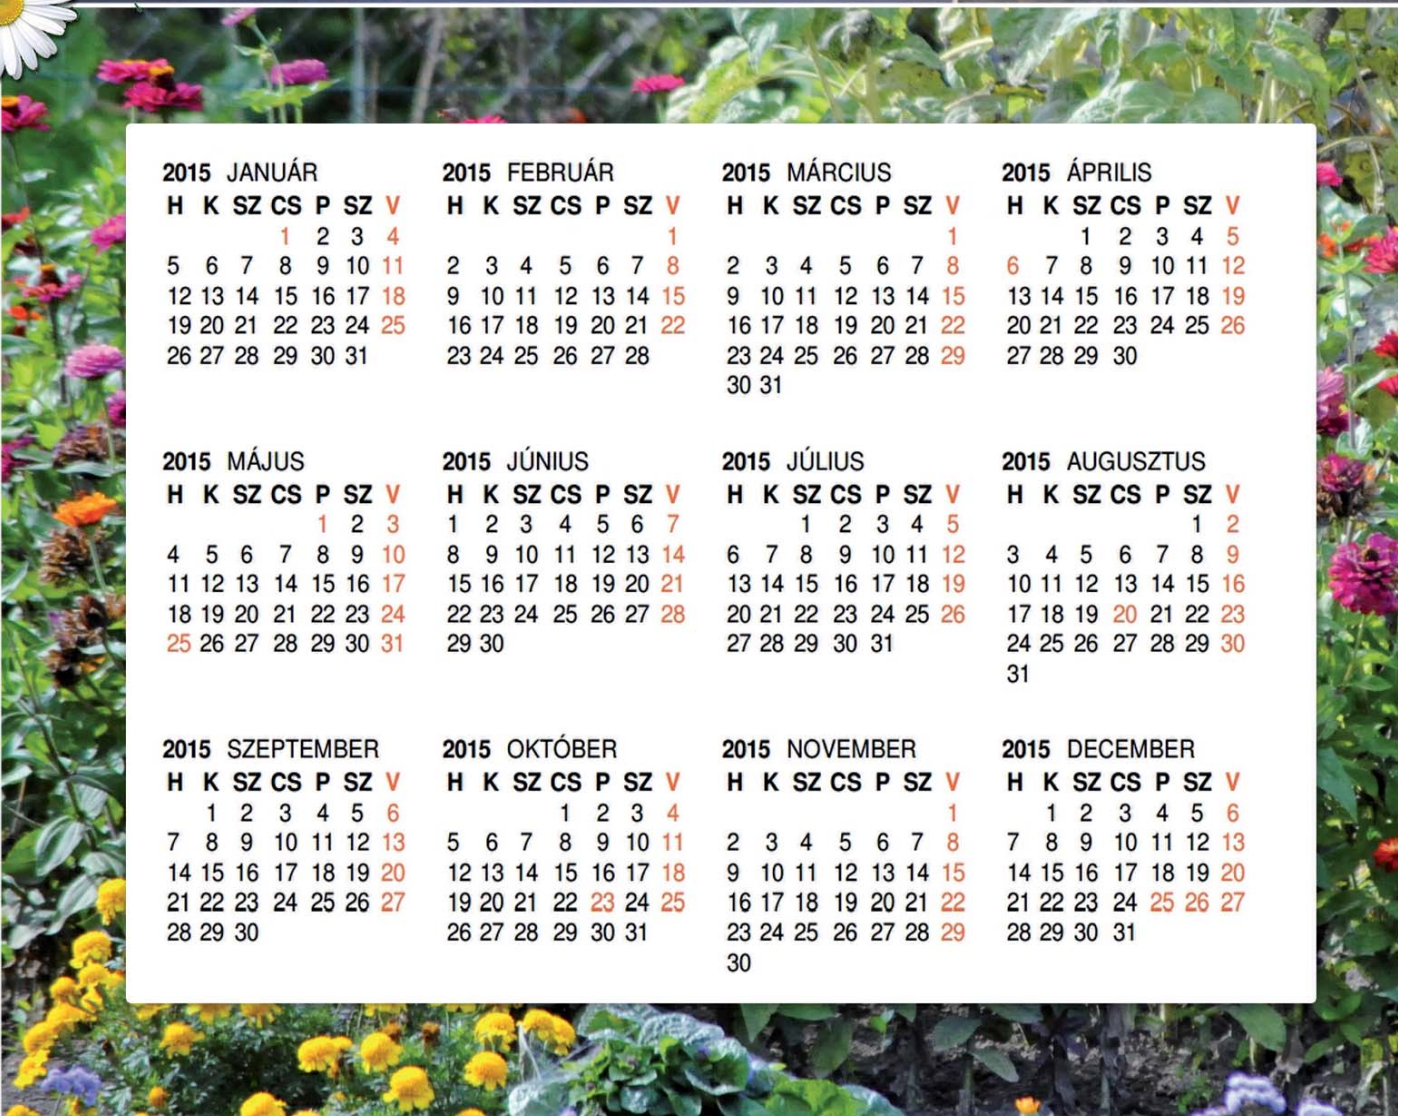 2015 JANUÁR
H K SZ CS P SZ V
1 2 3 4
5 6 7 8 9 10 11
12 13 14 15 16 17 18
19 20 21 22 23 24 25
26 27 28 29 30 31
2015 FEBRUÁR
H K SZ CS P SZ V
1
2 3 4 5 6 7 8
9 10 11 12 13 14 15
16 17 18 19 20 21 22
23 24 25 26 27 28
2015 MÁRCIUS
H K SZ CS P SZ V
1
2 3 4 5 6 7 8
9 10 11 12 13 14 15
16 17 18 19 20 21 22
23 24 25 26 27 28 29
30 31
2015 ÁPRILIS
H K SZ CS P SZ V
1 2 3 4 5
6 7 8 9 10 11 12
13 14 15 16 17 18 19
20 21 22 23 24 25 26
27 28 29 30
2015 MÁJUS
H K SZ CS P SZ V
1 2 3
4 5 6 7 8 9 10
11 12 13 14 15 16 17
18 19 20 21 22 23 24
25 26 27 28 29 30 31
2015 JÚNIUS
H K SZ CS P SZ V
1 2 3 4 5 6 7
8 9 10 11 12 13 14
15 16 17 18 19 20 21
22 23 24 25 26 27 28
29 30
2015 JÚLIUS
H K SZ CS P SZ V
1 2 3 4 5
6 7 8 9 10 11 12
13 14 15 16 17 18 19
20 21 22 23 24 25 26
27 28 29 30 31
2015 AUGUSZTUS
H K SZ CS P SZ V
1 2
3 4 5 6 7 8 9
10 11 12 13 14 15 16
17 18 19 20 21 22 23
24 25 26 27 28 29 30
31
2015 SZEPTEMBER
H K SZ CS P SZ V
1 2 3 4 5 6
7 8 9 10 11 12 13
14 15 16 17 18 19 20
21 22 23 24 25 26 27
28 29 30
2015 OKTÓBER
H K SZ CS P SZ V
1 2 3 4
5 6 7 8 9 10 11
12 13 14 15 16 17 18
19 20 21 22 23 24 25
26 27 28 29 30 31
2015 NOVEMBER
H K SZ CS P SZ V
1
2 3 4 5 6 7 8
9 10 11 12 13 14 15
16 17 18 19 20 21 22
23 24 25 26 27 28 29
30
2015 DECEMBER
H K SZ CS P SZ V
1 2 3 4 5 6
7 8 9 10 11 12 13
14 15 16 17 18 19 20
21 22 23 24 25 26 27
28 29 30 31